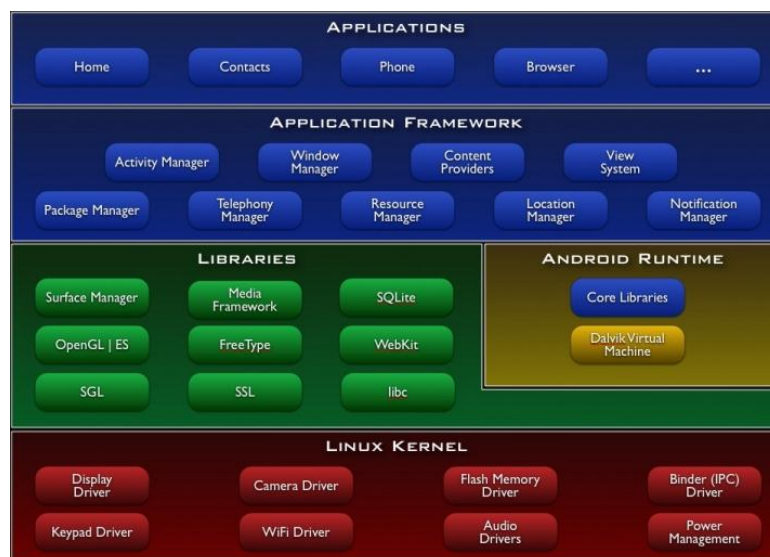 APPLICATIONS
Home Contacts Phone Browser ...
APPLICATION FRAMEWORK
Activity Manager Window Manager Content Providers View System
Package Manager Telephony Manager Resource Manager Location Manager Notification Manager
LIBRARIES
Surface Manager Media Framework SQLite
OpenGL | ES FreeType WebKit
SGL SSL libc
ANDROID RUNTIME
Core Libraries
Dalvik Virtual Machine
LINUX KERNEL
Display Driver Camera Driver Flash Memory Driver Binder (IPC) Driver
Keypad Driver WiFi Driver Audio Drivers Power Management